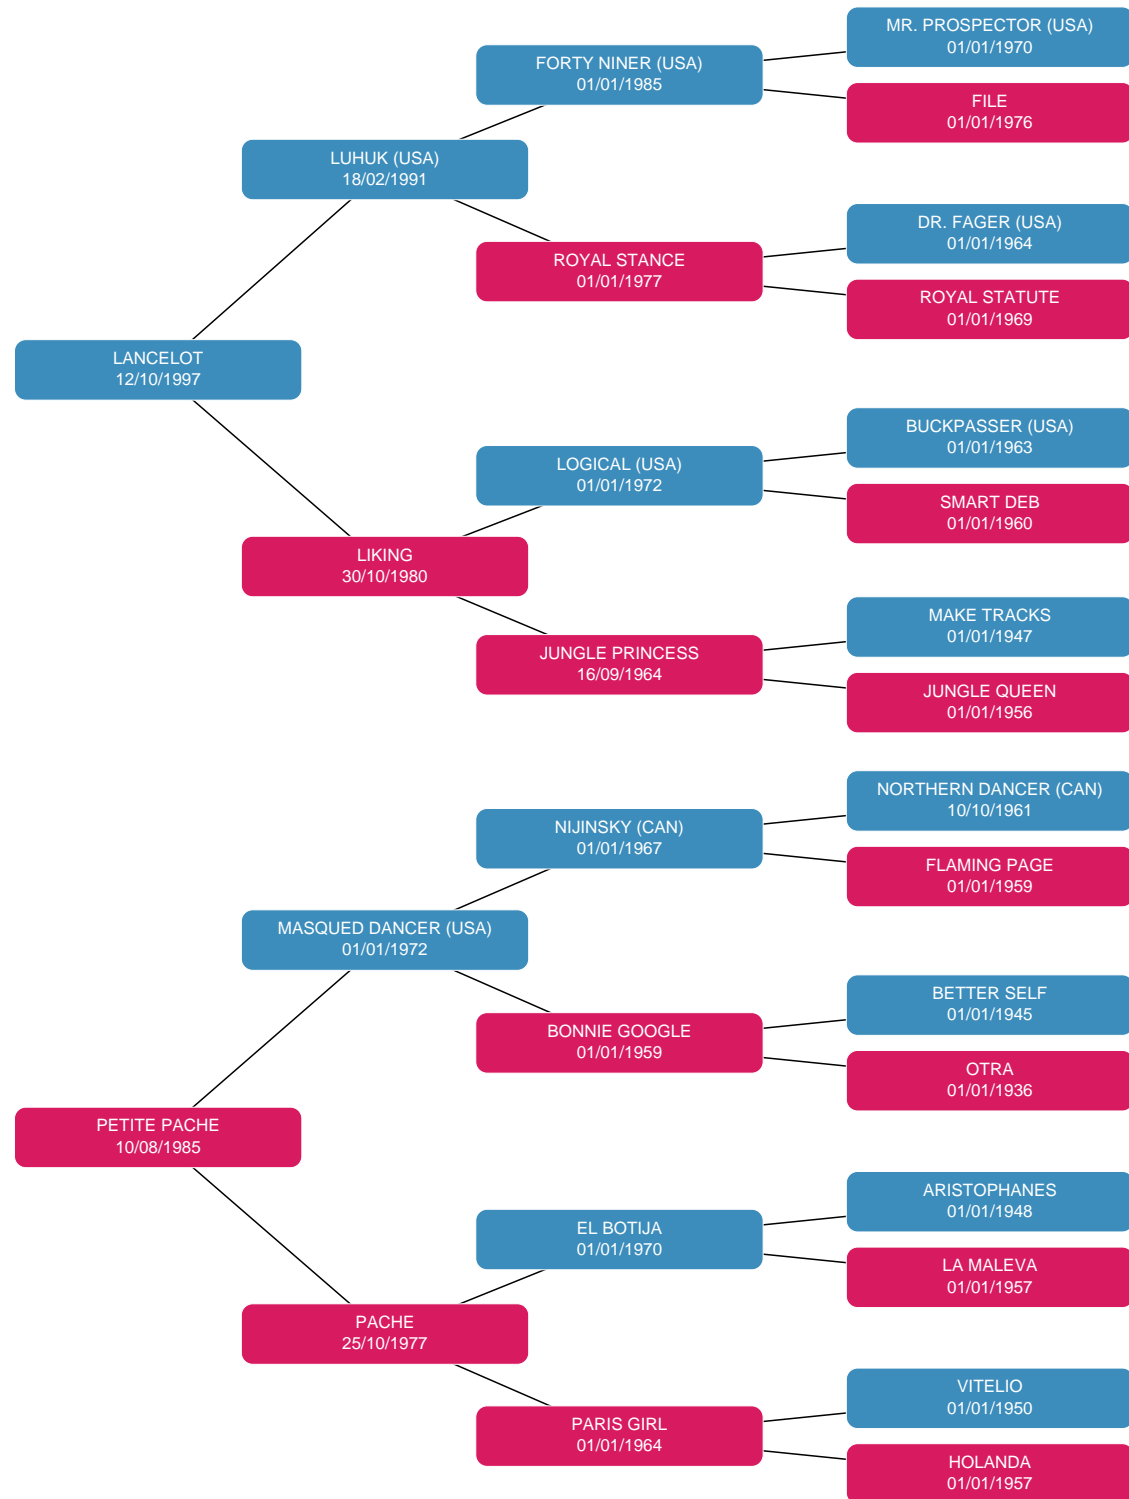 MR. PROSPECTOR (USA)
01/01/1970
FORTY NINER (USA)
01/01/1985
FILE
01/01/1976
LUHUK (USA)
18/02/1991
DR. FAGER (USA)
01/01/1964
ROYAL STANCE
01/01/1977
ROYAL STATUTE
01/01/1969
LANCELOT
12/10/1997
BUCKPASSER (USA)
01/01/1963
LOGICAL (USA)
01/01/1972
SMART DEB
01/01/1960
LIKING
30/10/1980
MAKE TRACKS
01/01/1947
JUNGLE PRINCESS
16/09/1964
JUNGLE QUEEN
01/01/1956
NORTHERN DANCER (CAN)
10/10/1961
NIJINSKY (CAN)
01/01/1967
FLAMING PAGE
01/01/1959
MASQUED DANCER (USA)
01/01/1972
BETTER SELF
01/01/1945
BONNIE GOOGLE
01/01/1959
OTRA
01/01/1936
PETITE PACHE
10/08/1985
ARISTOPHANES
01/01/1948
EL BOTIJA
01/01/1970
LA MALEVA
01/01/1957
PACHE
25/10/1977
VITELIO
01/01/1950
PARIS GIRL
01/01/1964
HOLANDA
01/01/1957